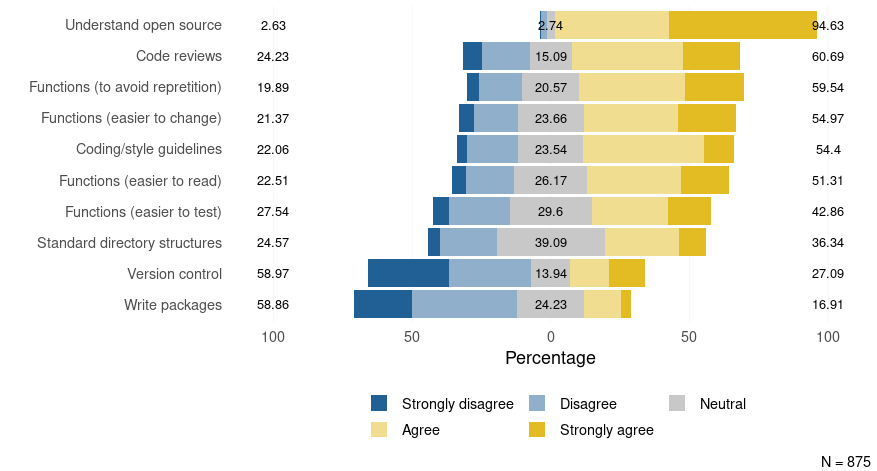 Understand open source 2.63 2.74 94.63
Code reviews 24.23 15.09 60.69
Functions (to avoid repretition) 19.89 20.57 59.54
Functions (easier to change) 21.37 23.66 54.97
Coding/style guidelines 22.06 23.54 54.4
Functions (easier to read) 22.51 26.17 51.31
Functions (easier to test) 27.54 29.6 42.86
Standard directory structures 24.57 39.09 36.34
Version control 58.97 13.94 27.09
Write packages 58.86 24.23 16.91
100 50 0 50 100
Percentage
Strongly disagree Disagree Neutral
Agree Strongly agree
N = 875